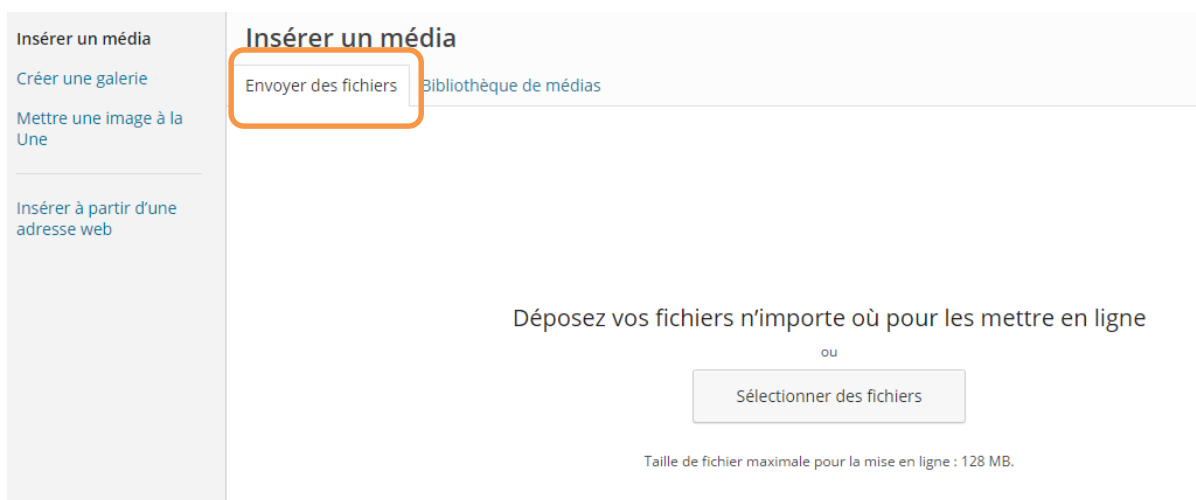 Insérer un média
Créer une galerie
Mettre une image à la
Une
Insérer à partir d’une
adresse web
Insérer un média
Envoyer des fichiers
Bibliothèque de médias
Déposez vos fichiers n’importe où pour les mettre en ligne
ou
Sélectionner des fichiers
Taille de fichier maximale pour la mise en ligne : 128 MB.